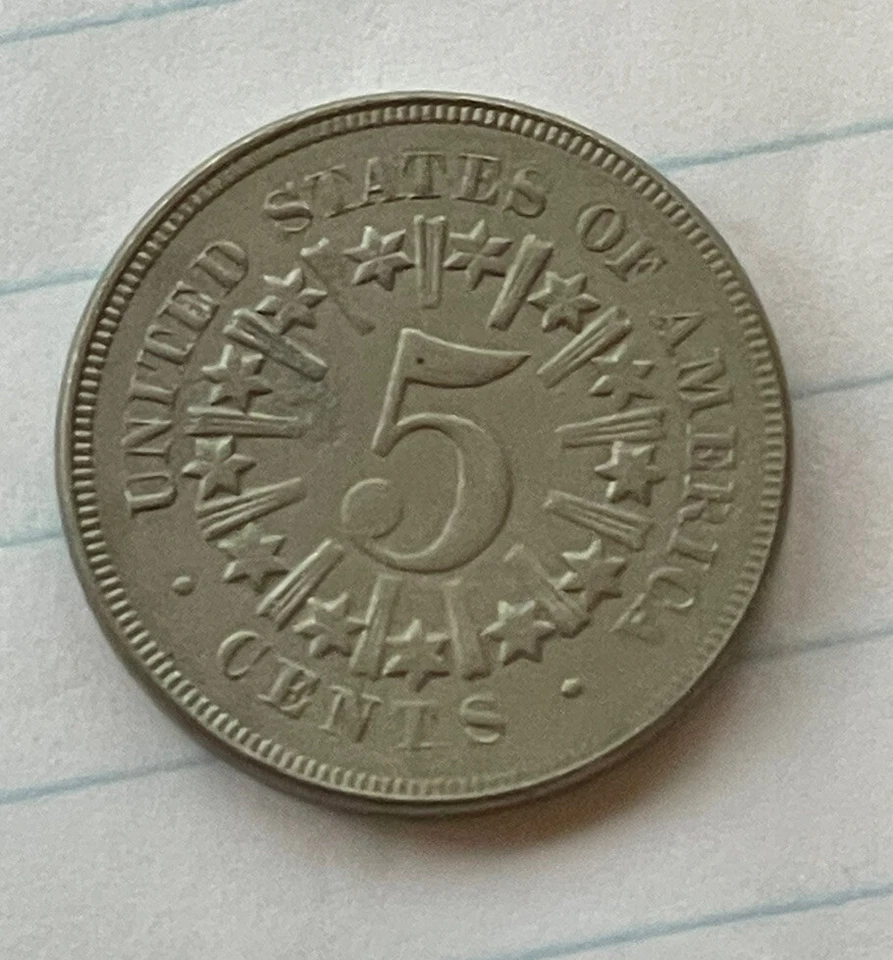 UNITED STATES OF AMERICA
5
CENTS